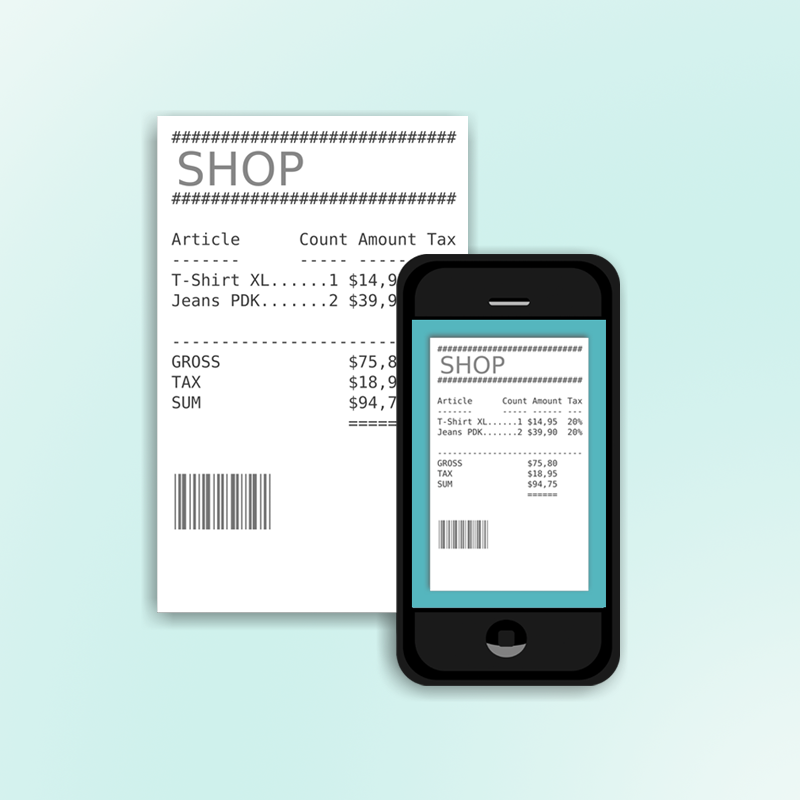 #############################
SHOP
#############################
Article Count Amount Tax
------- ----- -----
T-Shirt XL......1 $14,9
Jeans PDK.......2 $39,9
-----------------------
GROSS $75,8
TAX $18,9
SUM $94,7
=====
#############################
SHOP
#############################
Article Count Amount Tax
------- ----- ------ ---
T-Shirt XL......1 $14,95 20%
Jeans PDK.......2 $39,90 20%
-----------------------------
GROSS $75,80
TAX $18,95
SUM $94,75
======